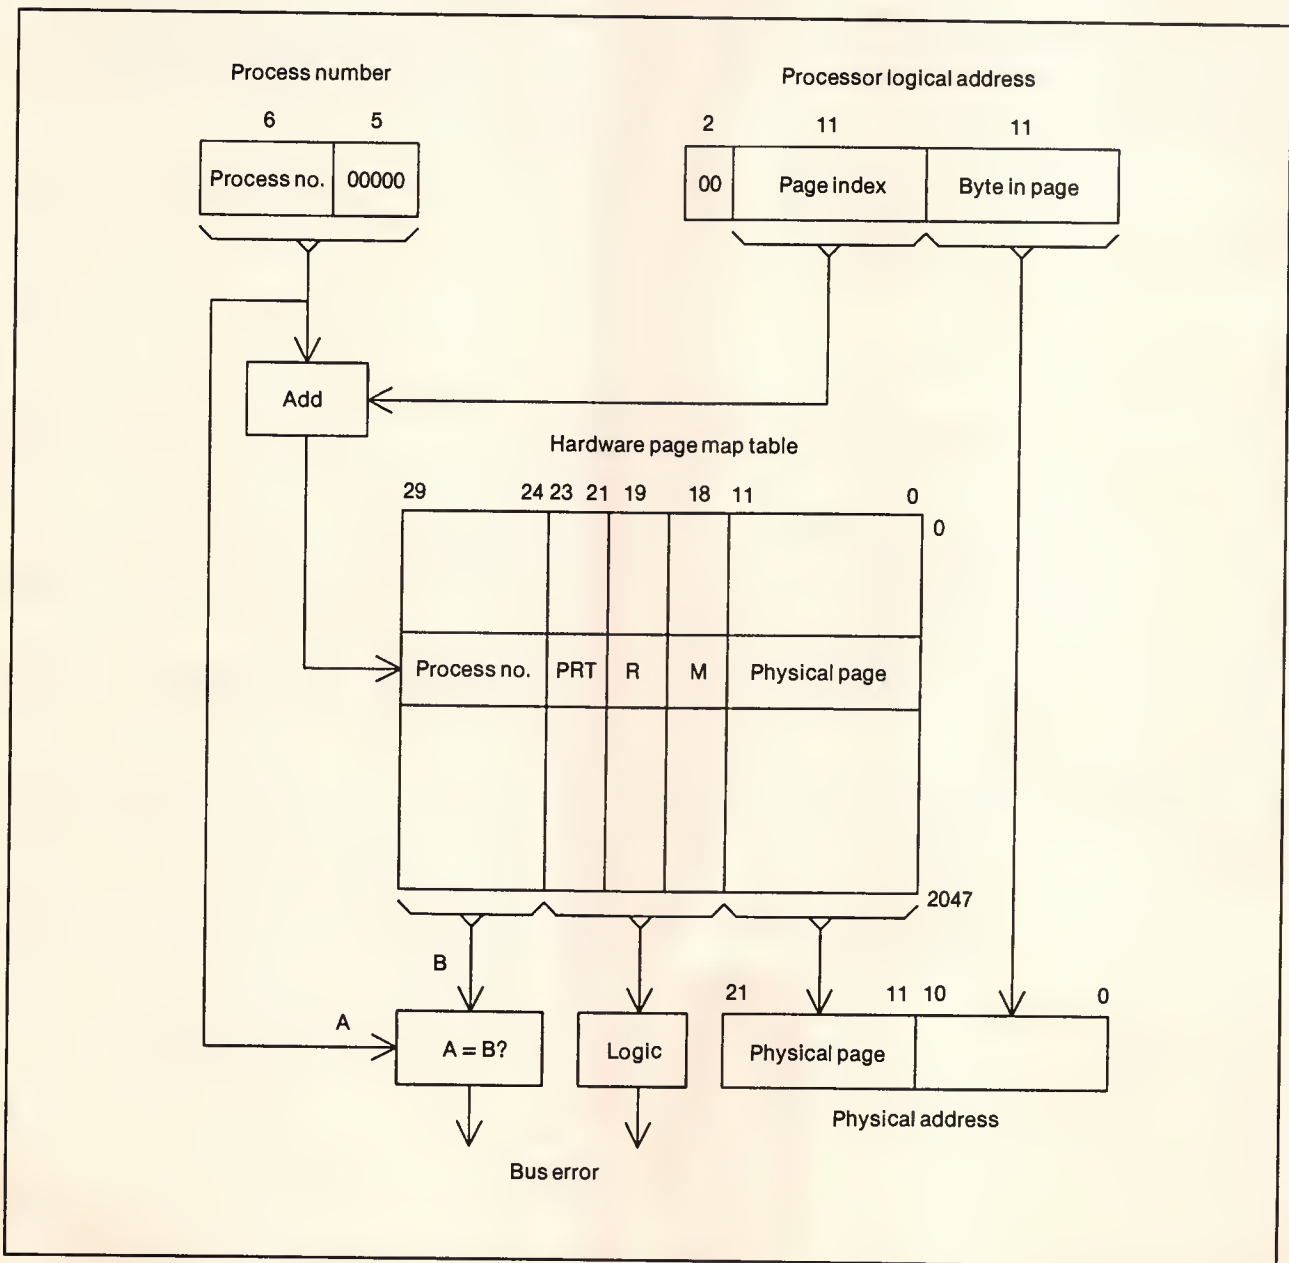 Process number
Processor logical address
6 5
2 11 11
Process no. 00000
00 Page index Byte in page
Add
Hardware page map table
29 24 23 21 19 18 11 0
0
Process no. PRT R M Physical page
2047
B
A
21 11 10 0
A = B?
Logic
Physical page
Physical address
Bus error